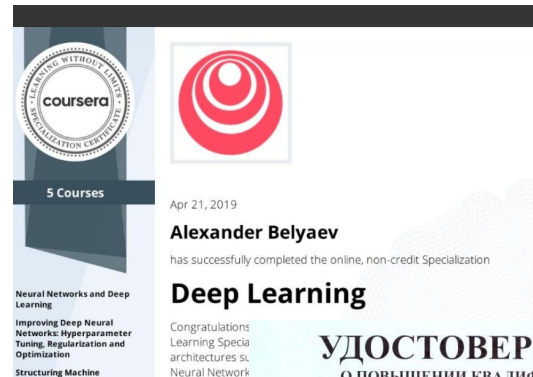 LEARNING WITHOUT LIMITS
coursera
SPECIALIZATION CERTIFICATE
5 Courses
Neural Networks and Deep
Learning
Improving Deep Neural
Networks: Hyperparameter
Tuning, Regularization and
Optimization
Structuring Machine
Apr 21, 2019
Alexander Belyaev
has successfully completed the online, non-credit Specialization
Deep Learning
Congratulations
Learning Specia
architectures su
Neural Network
УДОСТОВЕР
О ПОВЫШЕНИИ КВАЛИФ